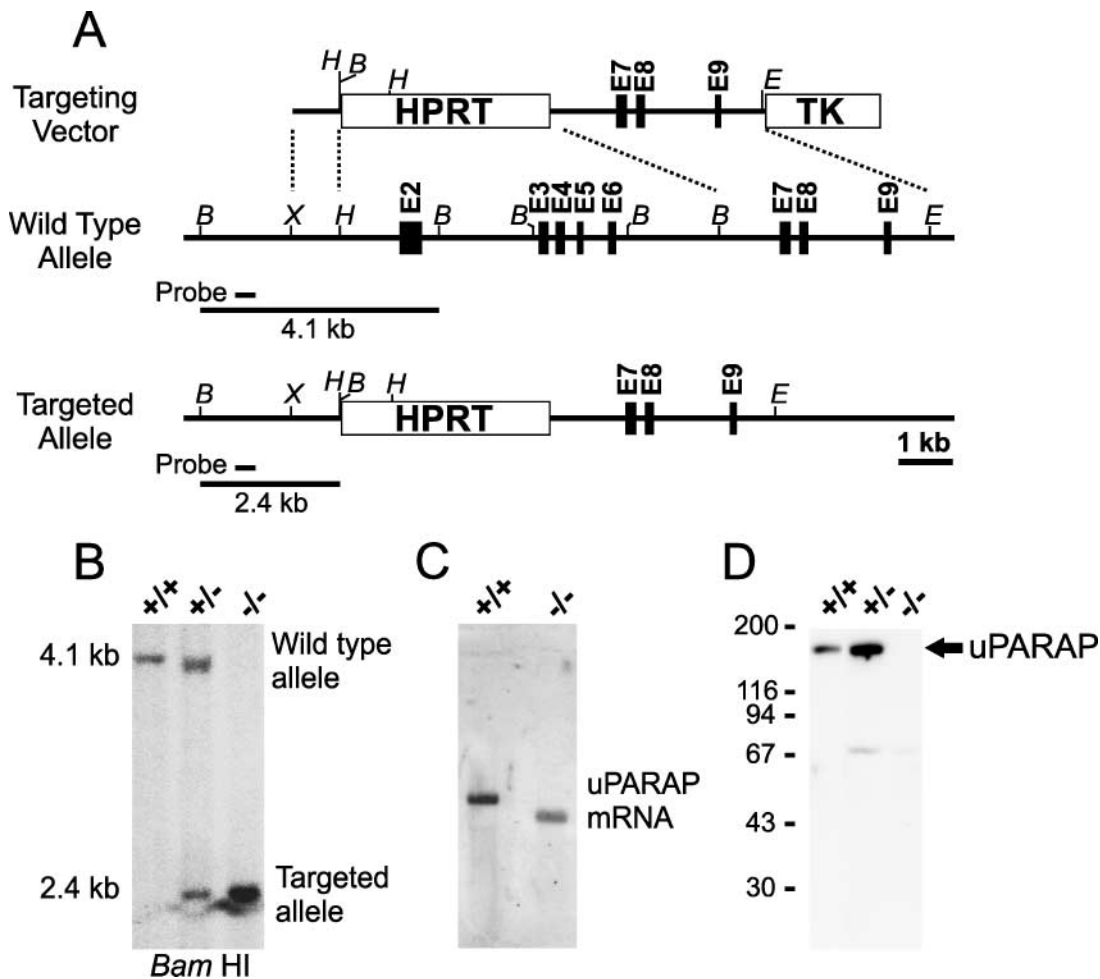 A
H B H E7 E8 E9 E
Targeting
Vector
HPRT TK
B X H E2 B B E3 E4 E5 E6 B B E7 E8 E9 E
Wild Type
Allele
Probe
4.1 kb
B X H B H E7 E8 E9 E
Targeted
Allele
HPRT
1 kb
Probe
2.4 kb
B
+/+ +/- -/-
4.1 kb
Wild type
allele
2.4 kb
Targeted
allele
Bam HI
C
+/+ -/-
uPARAP
mRNA
D
+/+ +/- -/-
200 -
uPARAP
116 -
94 -
67 -
43 -
30 -